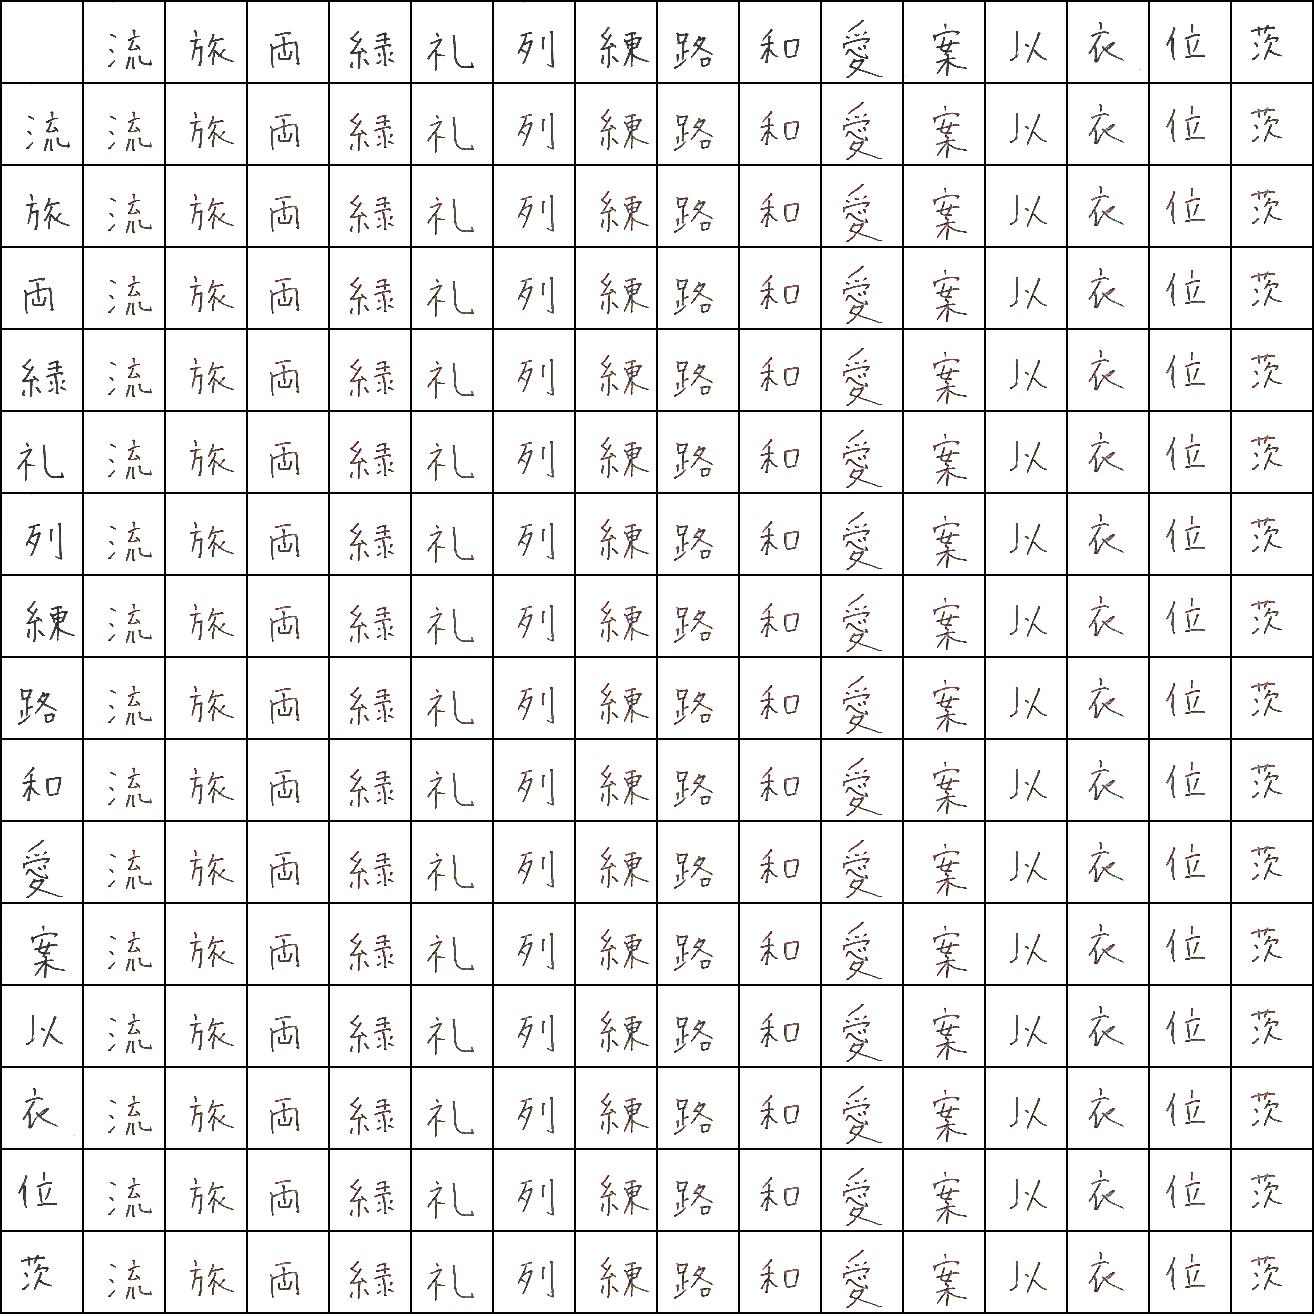 流 旅 両 緑 礼 列 練 路 和 愛 案 以 衣 位 茨
流 流 旅 両 緑 礼 列 練 路 和 愛 案 以 衣 位 茨
旅 流 旅 両 緑 礼 列 練 路 和 愛 案 以 衣 位 茨
両 流 旅 両 緑 礼 列 練 路 和 愛 案 以 衣 位 茨
緑 流 旅 両 緑 礼 列 練 路 和 愛 案 以 衣 位 茨
礼 流 旅 両 緑 礼 列 練 路 和 愛 案 以 衣 位 茨
列 流 旅 両 緑 礼 列 練 路 和 愛 案 以 衣 位 茨
練 流 旅 両 緑 礼 列 練 路 和 愛 案 以 衣 位 茨
路 流 旅 両 緑 礼 列 練 路 和 愛 案 以 衣 位 茨
和 流 旅 両 緑 礼 列 練 路 和 愛 案 以 衣 位 茨
愛 流 旅 両 緑 礼 列 練 路 和 愛 案 以 衣 位 茨
案 流 旅 両 緑 礼 列 練 路 和 愛 案 以 衣 位 茨
以 流 旅 両 緑 礼 列 練 路 和 愛 案 以 衣 位 茨
衣 流 旅 両 緑 礼 列 練 路 和 愛 案 以 衣 位 茨
位 流 旅 両 緑 礼 列 練 路 和 愛 案 以 衣 位 茨
茨 流 旅 両 緑 礼 列 練 路 和 愛 案 以 衣 位 茨